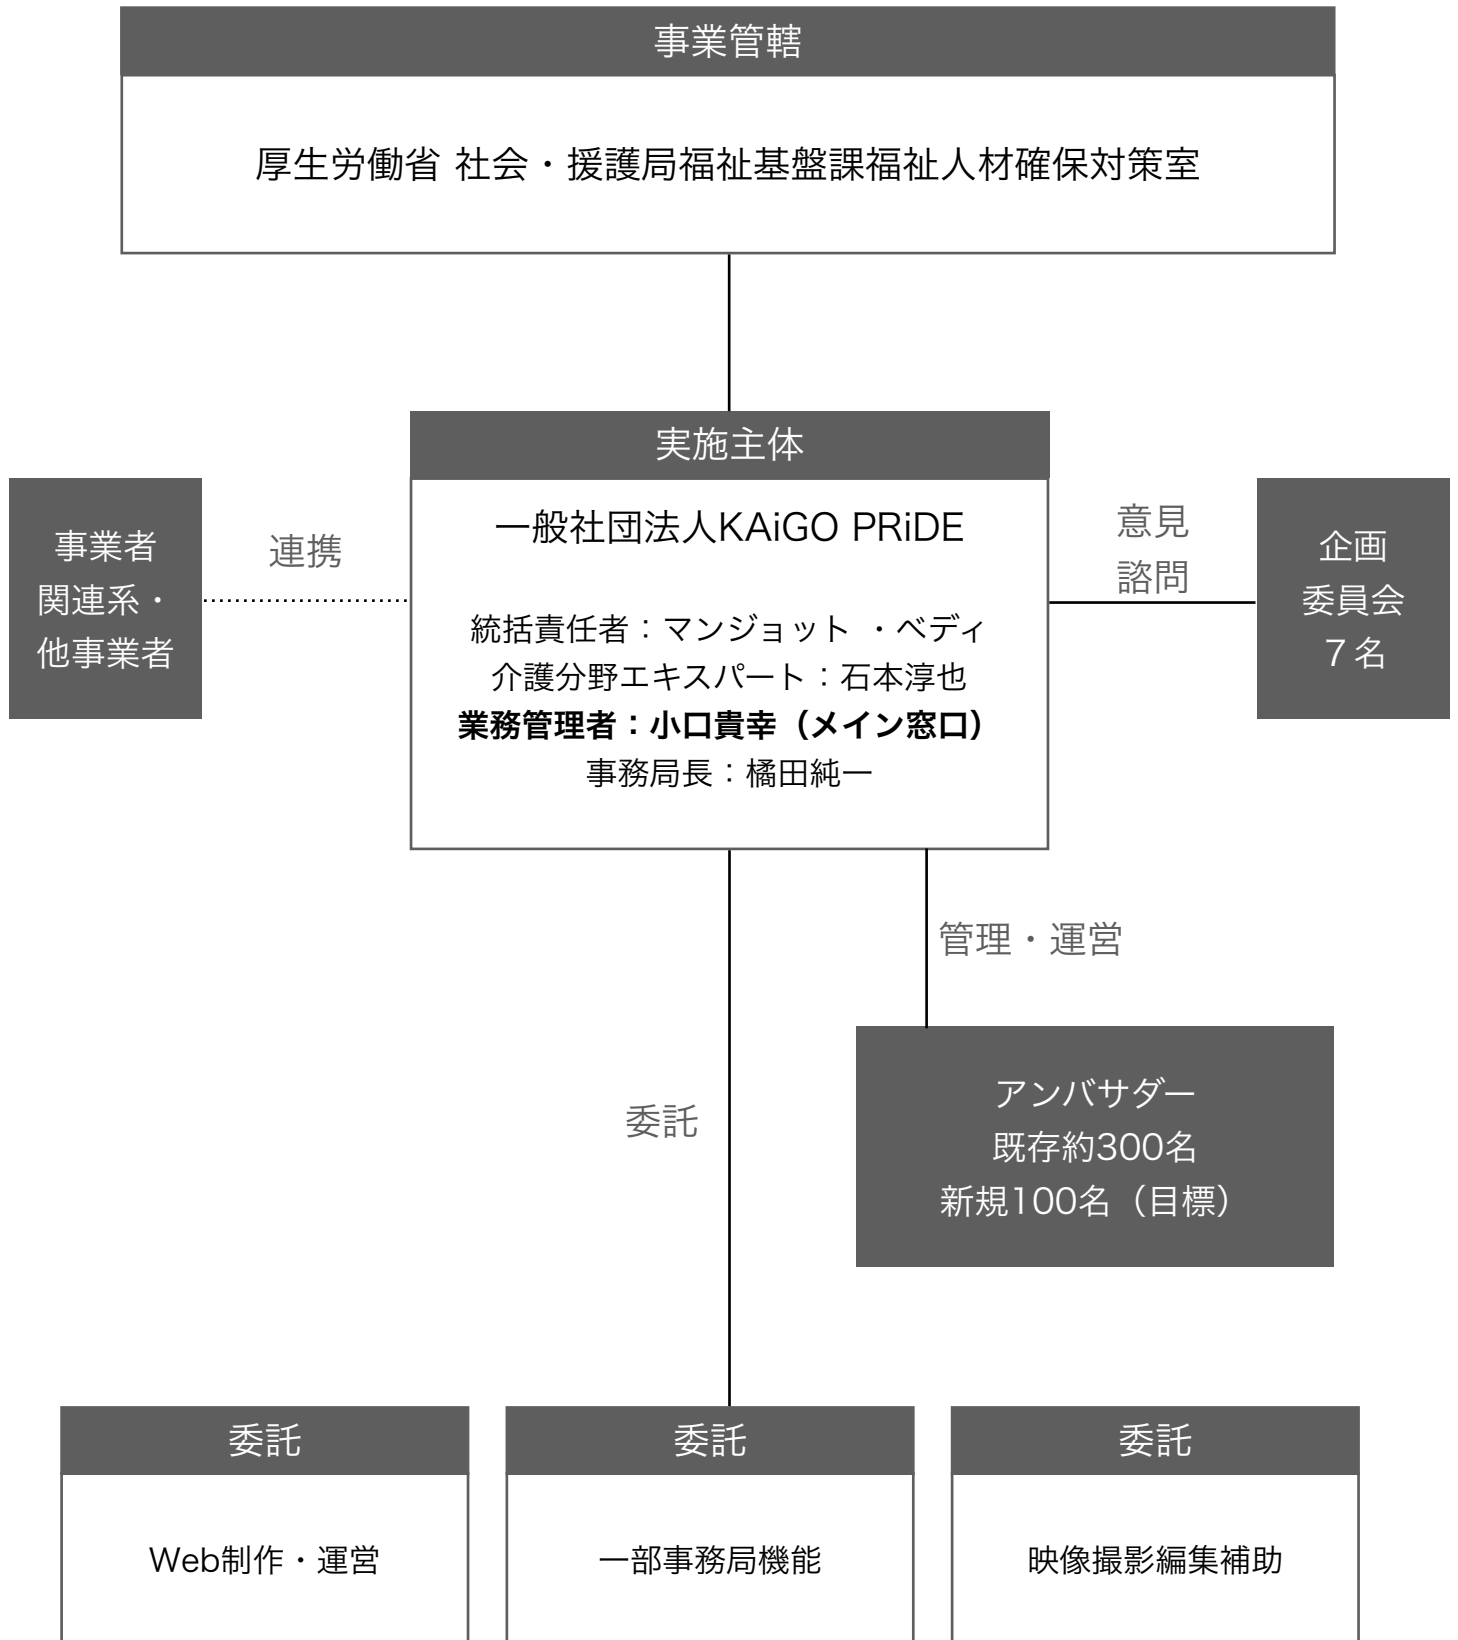 事業管轄
厚生労働省 社会・援護局福祉基盤課福祉人材確保対策室
実施主体
一般社団法人KAiGO PRiDE
統括責任者：マンジョット ・ベディ
介護分野エキスパート：石本淳也
業務管理者：小口貴幸（メイン窓口）
事務局長：橘田純一
事業者
関連系・
他事業者
連携
意見
諮問
企画
委員会
７名
管理・運営
アンバサダー
既存約300名
新規100名（目標）
委託
委託
Web制作・運営
委託
一部事務局機能
委託
映像撮影編集補助